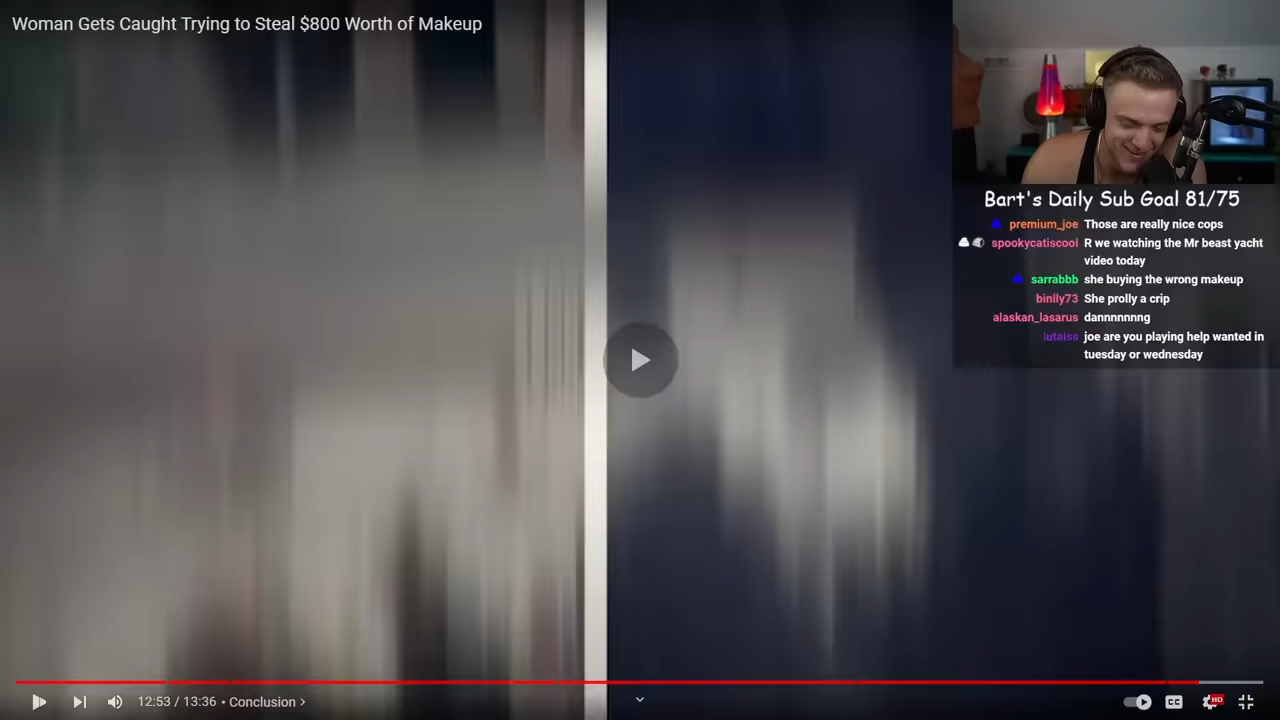 Woman Gets Caught Trying to Steal $800 Worth of Makeup
Bart's Daily Sub Goal 81/75
premium_joe Those are really nice cops
spookycatiscool R we watching the Mr beast yacht
video today
sarrabbb she buying the wrong makeup
binily73 She prolly a crip
alaskan_lasarus dannnnnnng
lutaiss joe are you playing help wanted in
tuesday or wednesday
12:53 / 13:36 • Conclusion >
CC
HD